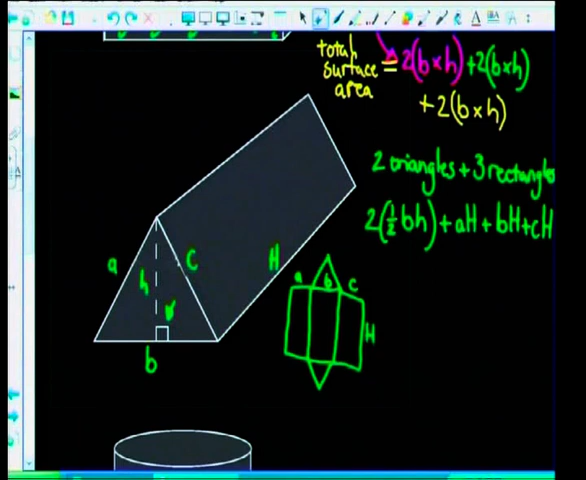 total
surface
area
= 2(b×h) + 2(b×h)
+ 2(b×h)
2 triangles + 3 rectangles
2(½bh) + aH + bH + cH
a
h
c
H
b
a b c
H